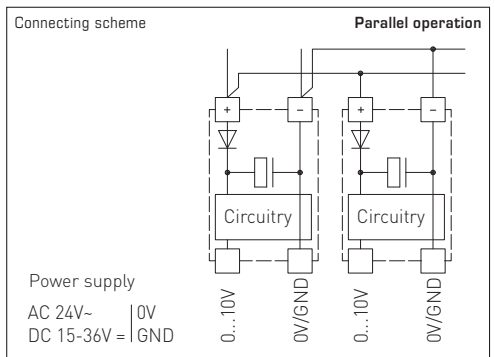 Connecting scheme
Parallel operation
+ − + −
Circuitry Circuitry
Power supply
AC 24V~ | 0V
DC 15-36V = | GND
0...10V
0V/GND
0...10V
0V/GND